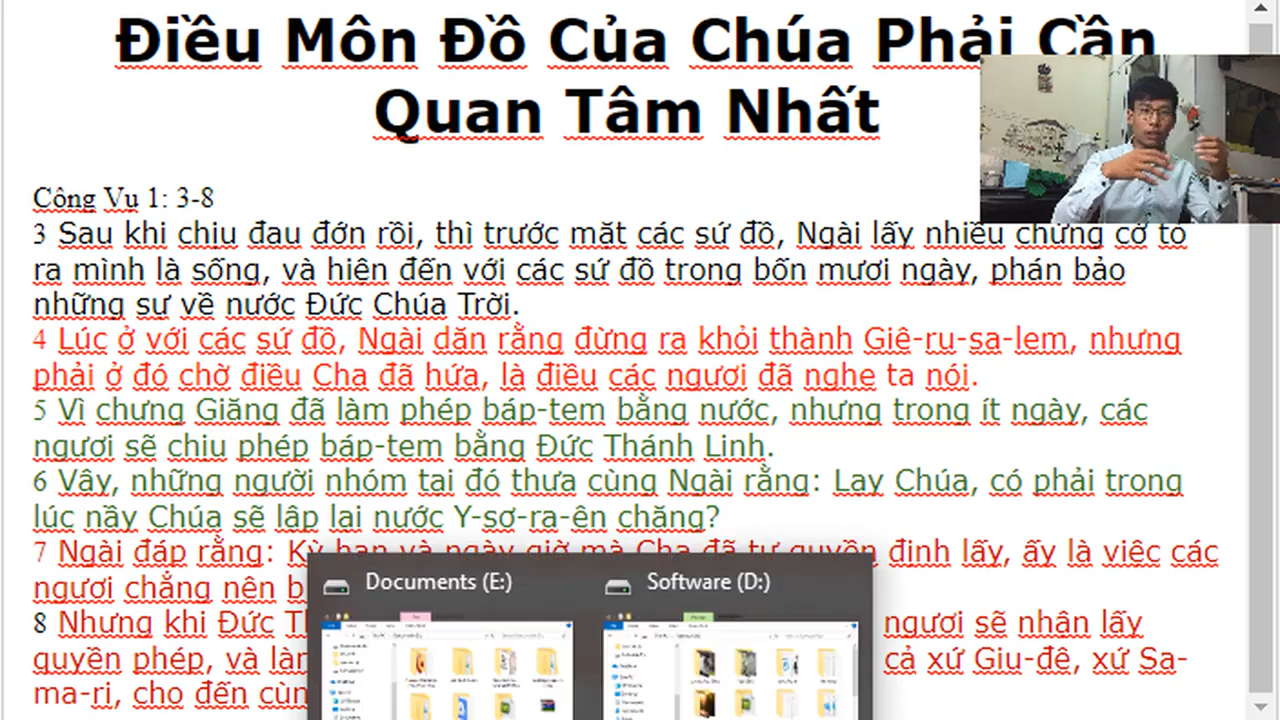 Điều Môn Đồ Của Chúa Phải Cần
Quan Tâm Nhất
Công Vụ 1: 3-8
3 Sau khi chịu đau đớn rồi, thì trước mặt các sứ đồ, Ngài lấy nhiều chứng cớ tỏ
ra mình là sống, và hiện đến với các sứ đồ trong bốn mươi ngày, phán bảo
những sự về nước Đức Chúa Trời.
4 Lúc ở với các sứ đồ, Ngài dặn rằng đừng ra khỏi thành Giê-ru-sa-lem, nhưng
phải ở đó chờ điều Cha đã hứa, là điều các ngươi đã nghe ta nói.
5 Vì chưng Giăng đã làm phép báp-tem bằng nước, nhưng trong ít ngày, các
ngươi sẽ chịu phép báp-tem bằng Đức Thánh Linh.
6 Vậy, những người nhóm tại đó thưa cùng Ngài rằng: Lạy Chúa, có phải trong
lúc nầy Chúa sẽ lập lại nước Y-sơ-ra-ên chăng?
7 Ngài đáp rằng: Kỳ hạn và ngày giờ mà Cha đã tự quyền định lấy, ấy là việc các
ngươi chẳng nên
Documents (E:) Software (D:)
8 Nhưng khi Đức ngươi sẽ nhận lấy
quyền phép, và cả xứ Giu-đê, xứ Sa-
ma-ri, cho đến